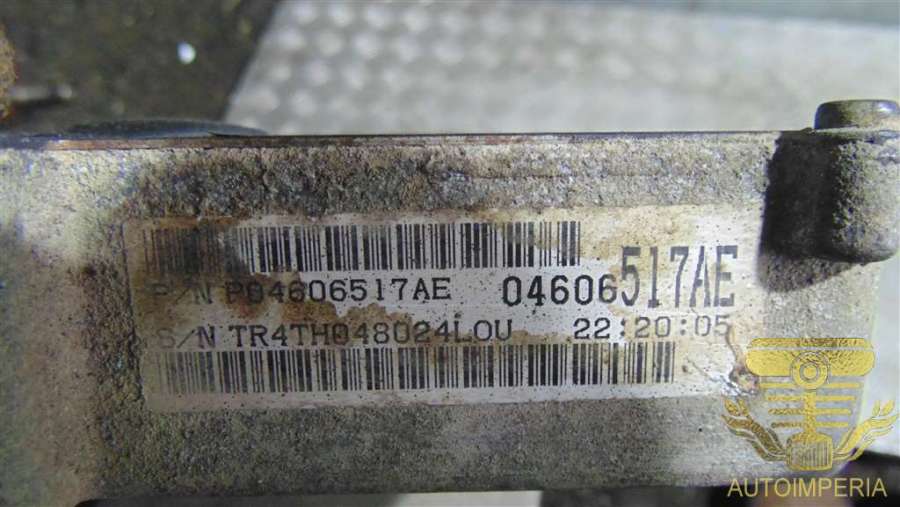 P/N P04606517AE 04606517AE
S/N TR4TH048024LOU 22:20:05
AUTOIMPERIA